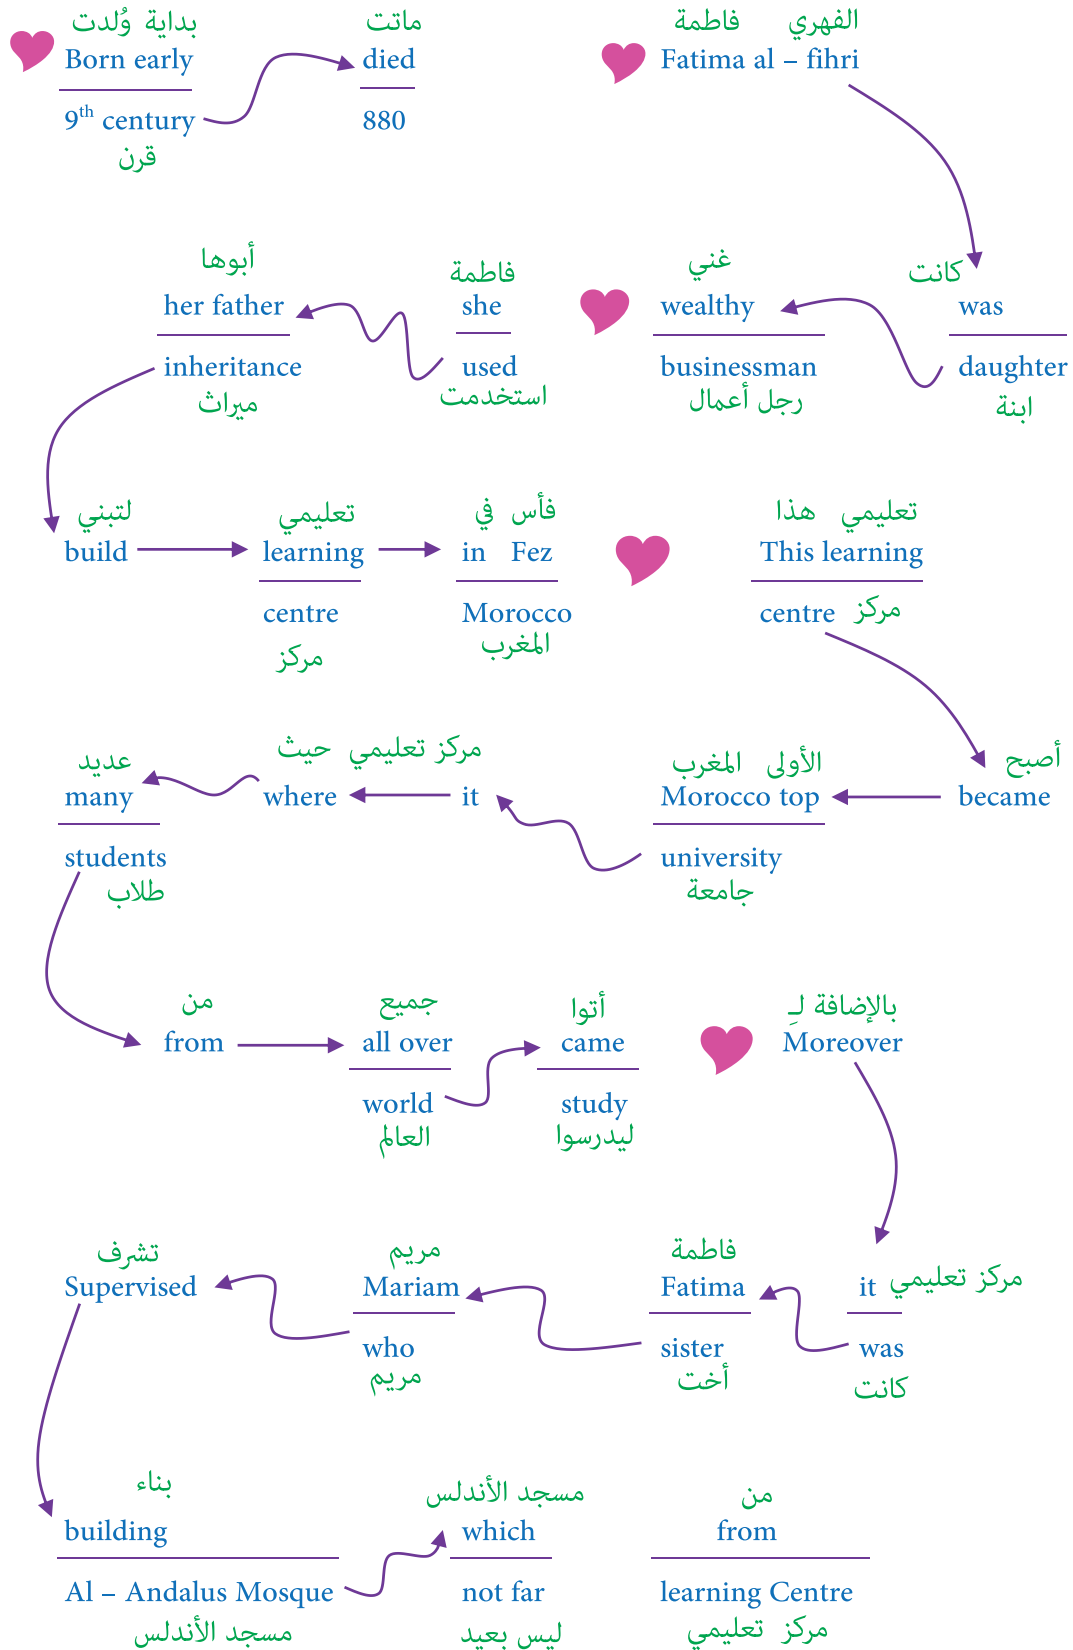 بداية وُلدت
Born early
9th century
قرن
ماتت
died
880
فاطمة الفهري
Fatima al – fihri
كانت
was
daughter
ابنة
غني
wealthy
businessman
رجل أعمال
فاطمة
she
used
استخدمت
أبوها
her father
inheritance
ميراث
لتبني
build
تعليمي
learning
centre
مركز
في فأس
in Fez
Morocco
المغرب
هذا تعليمي
This learning
centre مركز
أصبح
became
المغرب الأولى
Morocco top
university
جامعة
مركز تعليمي حيث
it
where
عديد
many
students
طلاب
من
from
جميع
all over
world
العالم
أتوا
came
study
ليدرسوا
بالإضافة لـِ
Moreover
it مركز تعليمي
was
كانت
فاطمة
Fatima
sister
أخت
مريم
Mariam
who
مريم
تشرف
Supervised
بناء
building
Al – Andalus Mosque
مسجد الأندلس
مسجد الأندلس
which
not far
ليس بعيد
من
from
learning Centre
مركز تعليمي